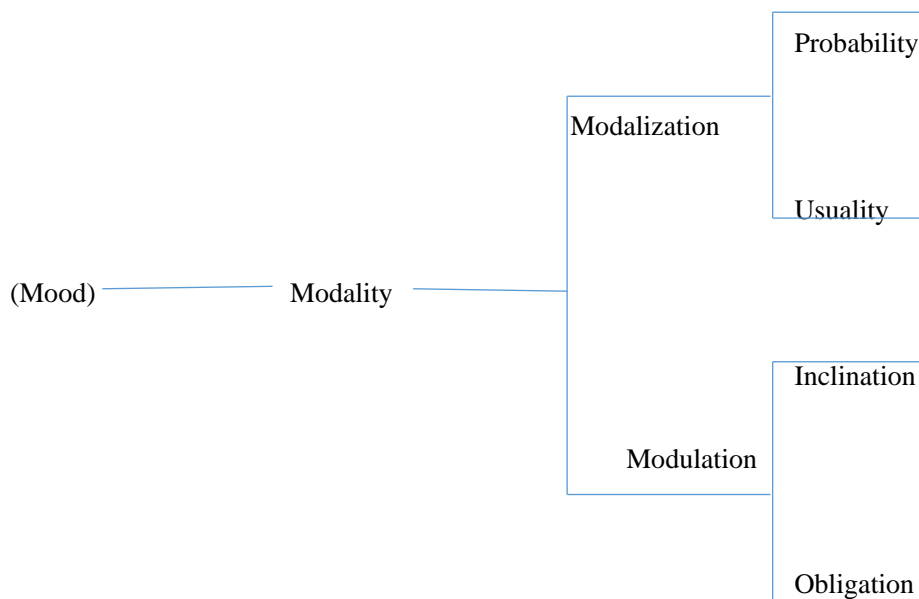 Probability
Modalization
Usuality
(Mood) Modality
Inclination
Modulation
Obligation